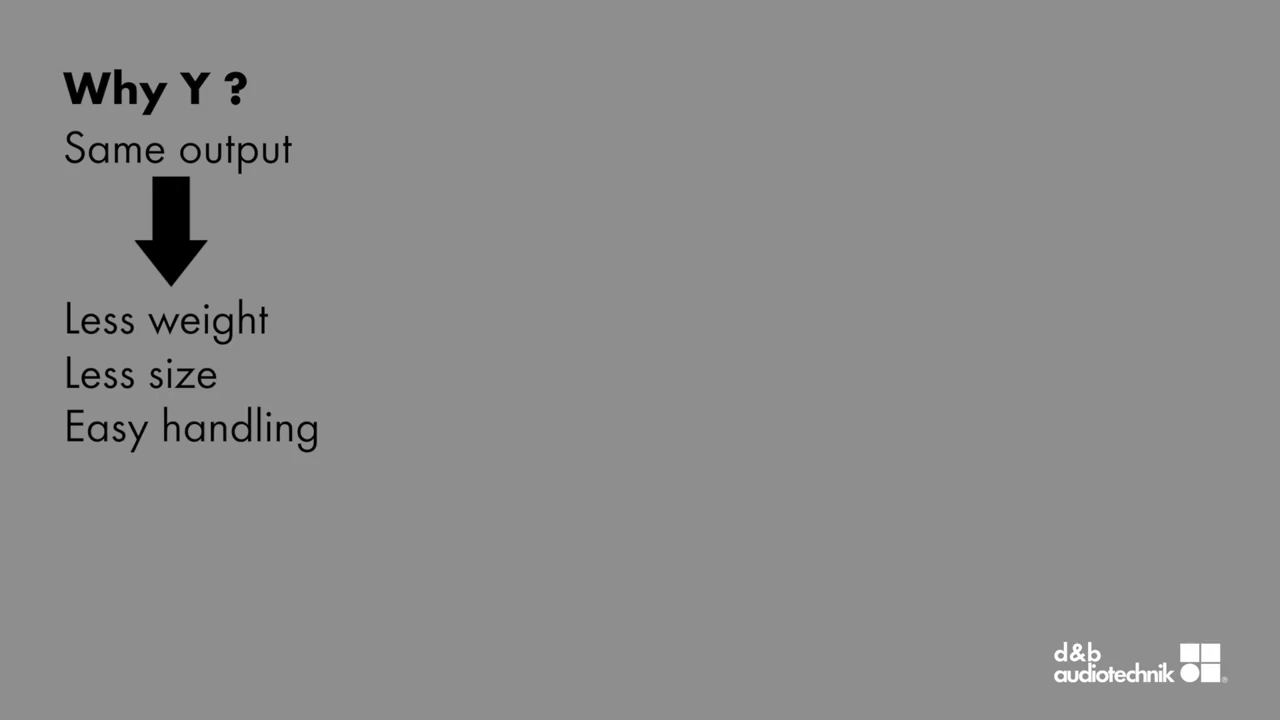 Why Y ?
Same output
Less weight
Less size
Easy handling
d&b
audiotechnik
®